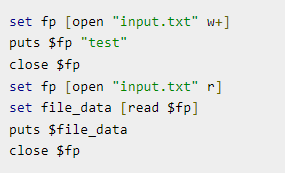 set fp [open "input.txt" w+]
puts $fp "test"
close $fp
set fp [open "input.txt" r]
set file_data [read $fp]
puts $file_data
close $fp